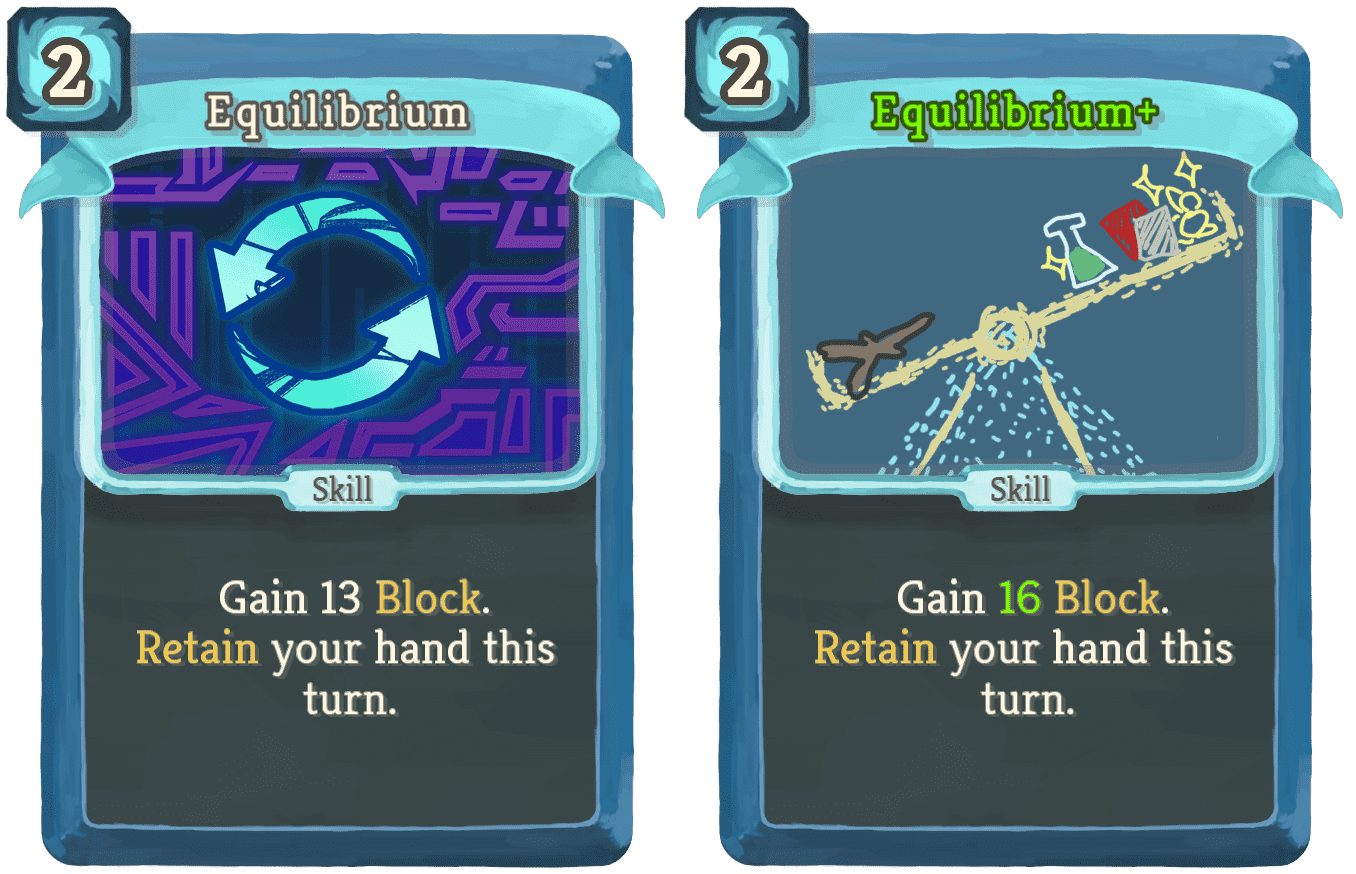 2
Equilibrium
Skill
Gain 13 Block.
Retain your hand this
turn.
2
Equilibrium+
Skill
Gain 16 Block.
Retain your hand this
turn.